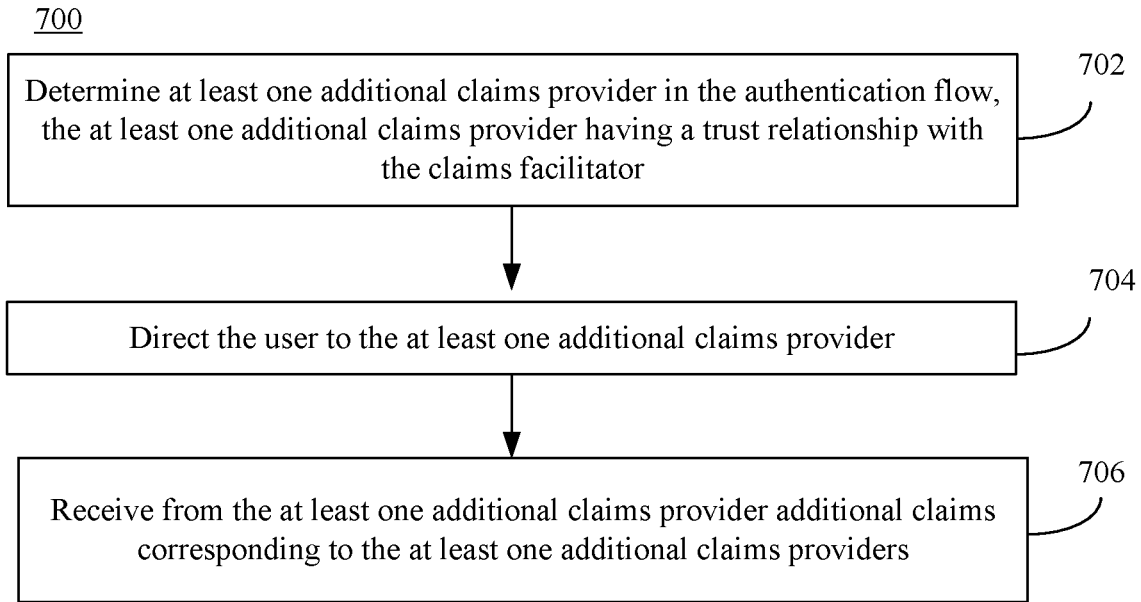 700
702
Determine at least one additional claims provider in the authentication flow,
the at least one additional claims provider having a trust relationship with
the claims facilitator
704
Direct the user to the at least one additional claims provider
706
Receive from the at least one additional claims provider additional claims
corresponding to the at least one additional claims providers